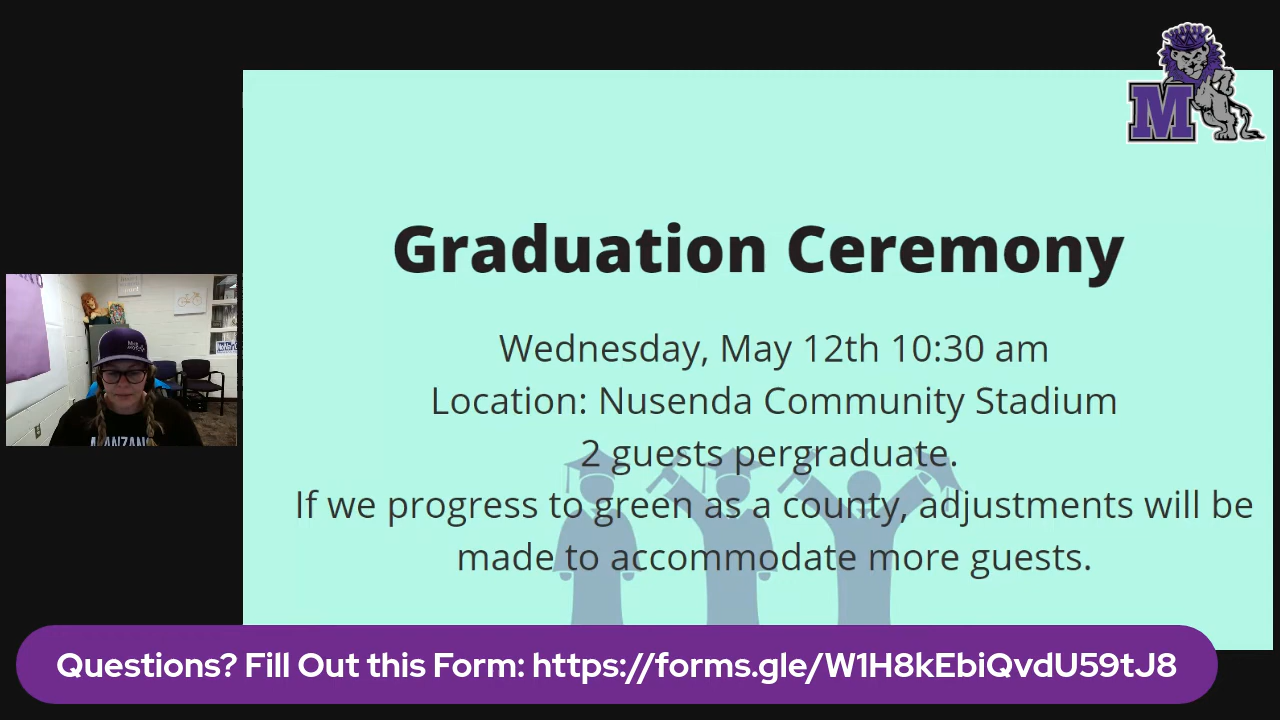 M
Graduation Ceremony
Wednesday, May 12th 10:30 am
Location: Nusenda Community Stadium
2 guests pergraduate.
If we progress to green as a county, adjustments will be
made to accommodate more guests.
Questions? Fill Out this Form: https://forms.gle/W1H8kEbiQvdU59tJ8